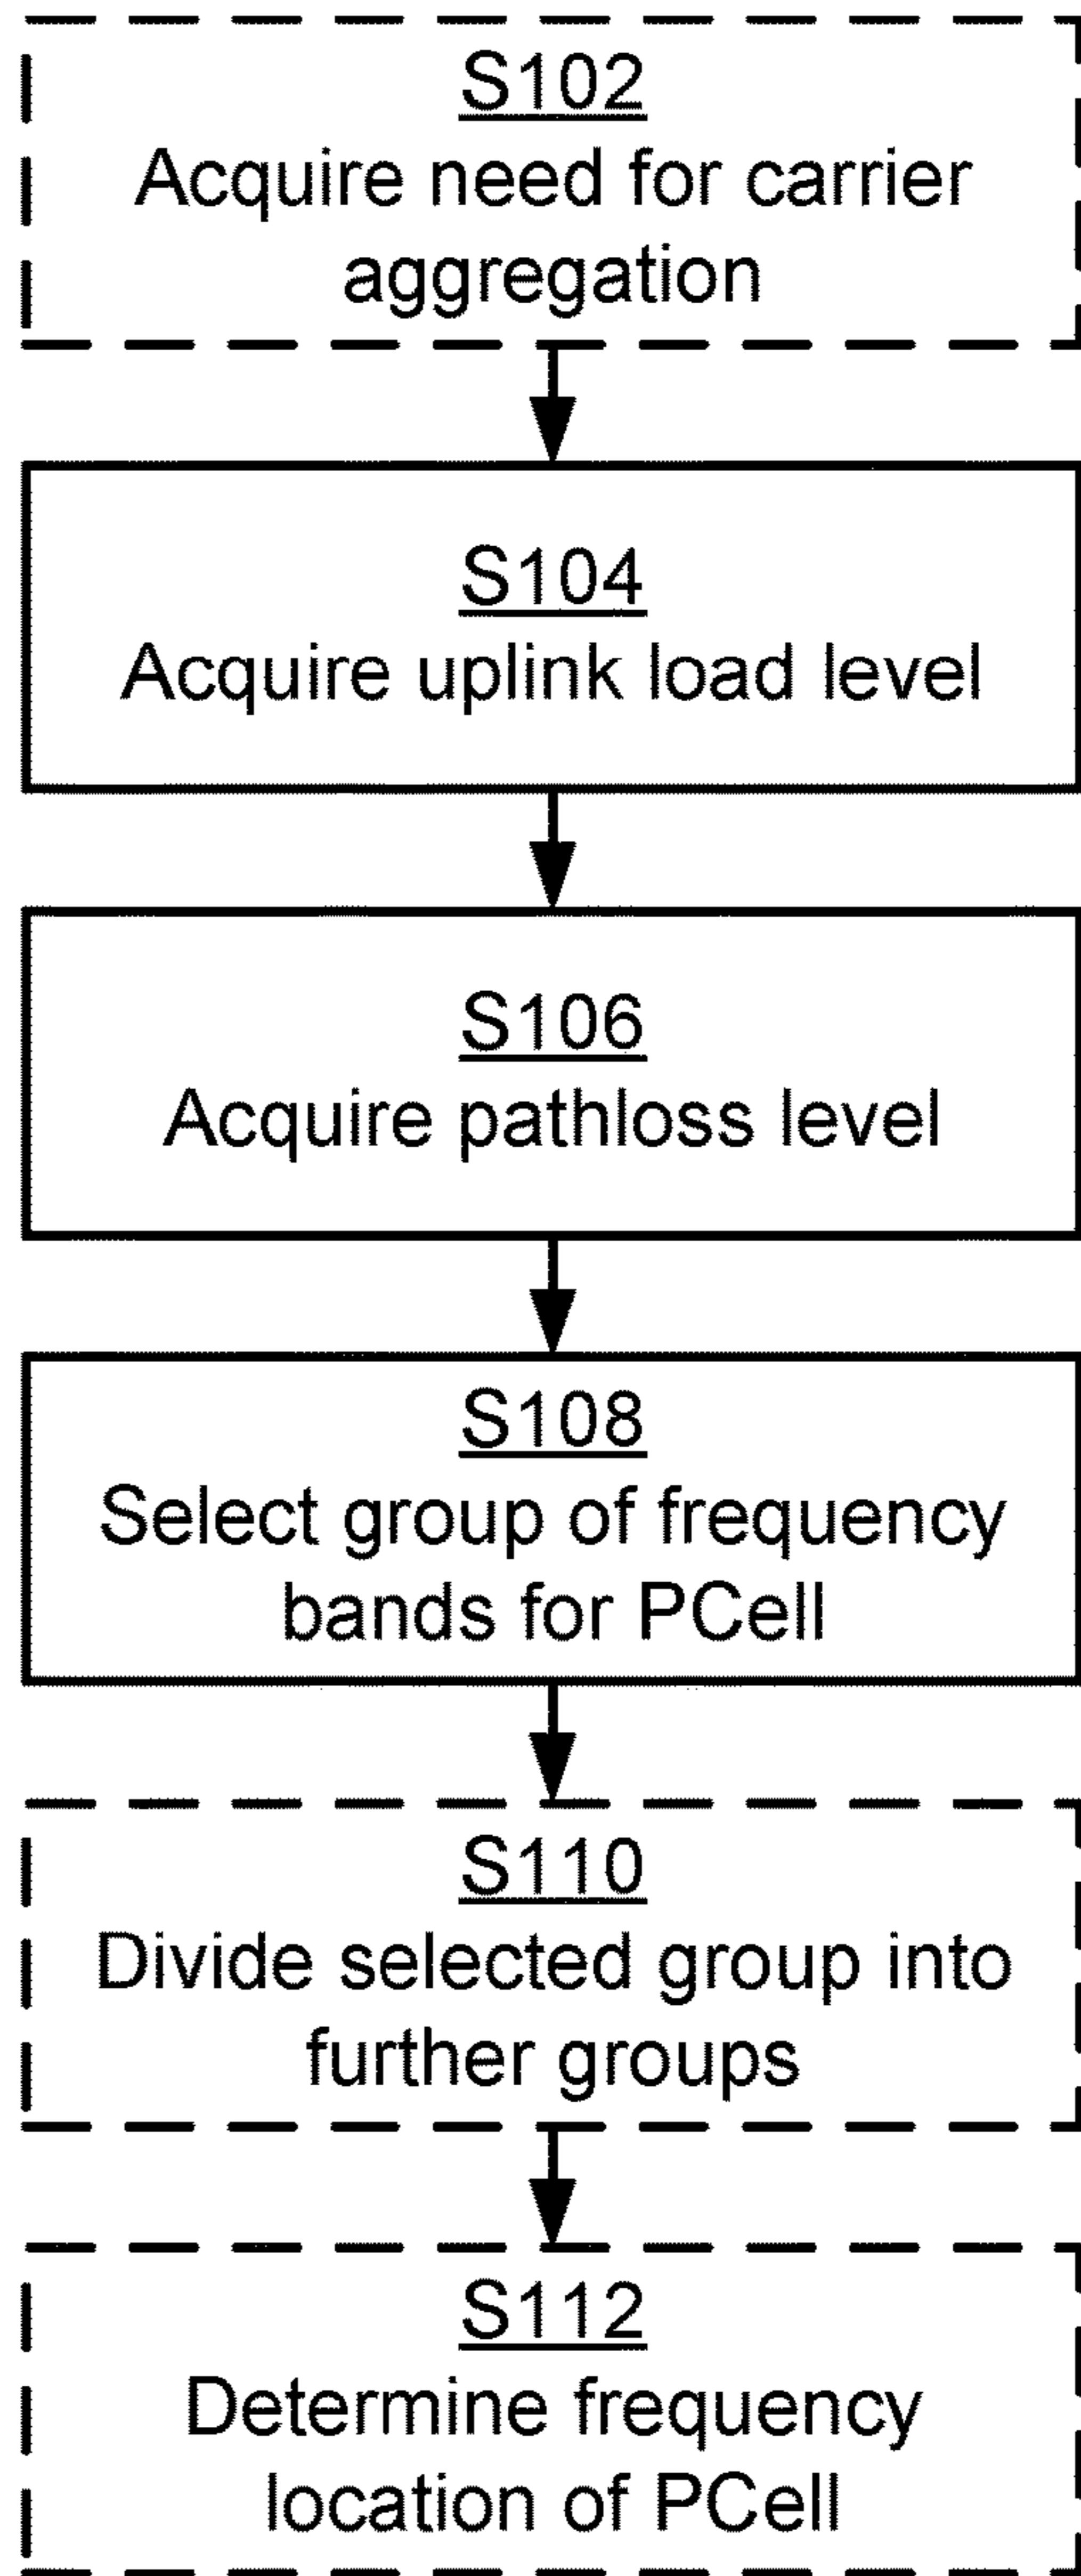 S102
Acquire need for carrier
aggregation
S104
Acquire uplink load level
S106
Acquire pathloss level
S108
Select group of frequency
bands for PCell
S110
Divide selected group into
further groups
S112
Determine frequency
location of PCell